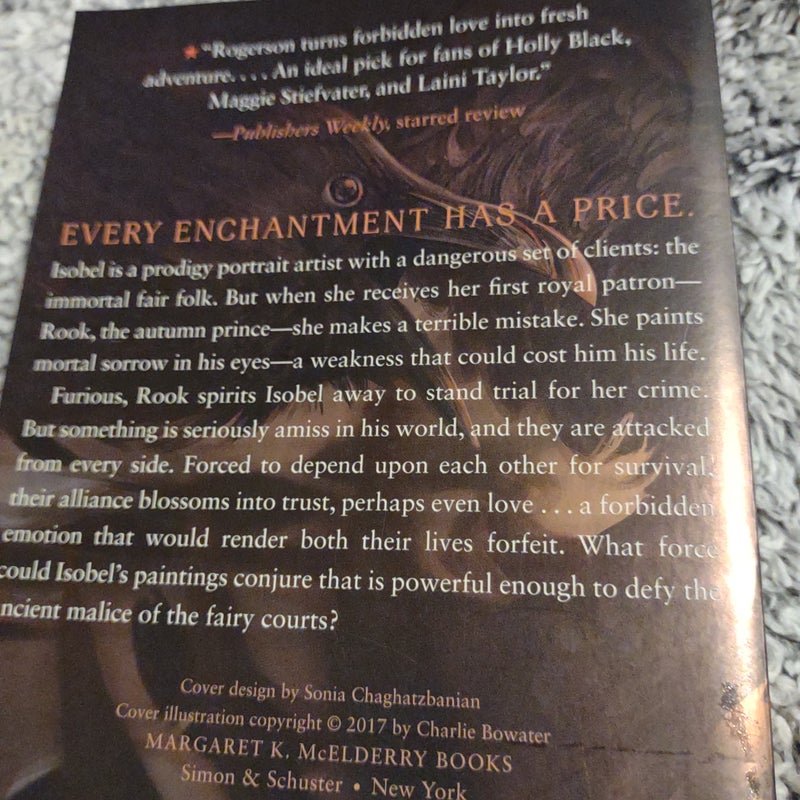 ★"Rogerson turns forbidden love into fresh
adventure. . . . An ideal pick for fans of Holly Black,
Maggie Stiefvater, and Laini Taylor."
—Publishers Weekly, starred review
EVERY ENCHANTMENT HAS A PRICE.
Isobel is a prodigy portrait artist with a dangerous set of clients: the
immortal fair folk. But when she receives her first royal patron—
Rook, the autumn prince—she makes a terrible mistake. She paints
mortal sorrow in his eyes—a weakness that could cost him his life.
Furious, Rook spirits Isobel away to stand trial for her crime.
But something is seriously amiss in his world, and they are attacked
from every side. Forced to depend upon each other for survival,
their alliance blossoms into trust, perhaps even love . . . a forbidden
emotion that would render both their lives forfeit. What force
could Isobel's paintings conjure that is powerful enough to defy the
ncient malice of the fairy courts?
Cover design by Sonia Chaghatzbanian
Cover illustration copyright © 2017 by Charlie Bowater
MARGARET K. McELDERRY BOOKS
Simon & Schuster • New York